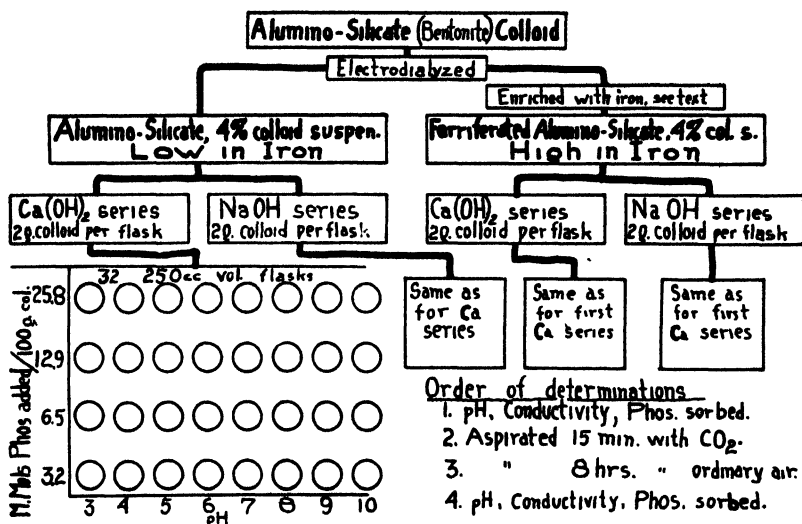 Alumino-Silicate (Bentonite) Colloid
Electrodialyzed
Enriched with iron, see text
Alumino-Silicate, 4% colloid suspen.
Low in Iron
Ferriferated Alumino-Silicate, 4% col. s.
High in Iron
Ca(OH)2 series
2g. colloid per flask
NaOH series
2g. colloid per flask
Ca(OH)2 series
2g. colloid per flask
NaOH series
2g. colloid per flask
32 250cc vol. flasks
Same as
for Ca
series
Same as
for first
Ca series
Same as
for first
Ca series
M.Mols Phos added/100g. col.
25.8
12.9
6.5
3.2
3 4 5 6 7 8 9 10
pH
Order of determinations
1. pH, Conductivity, Phos. sorbed.
2. Aspirated 15 min. with CO2.
3. " 8 hrs. " ordinary air.
4. pH, Conductivity, Phos. sorbed.